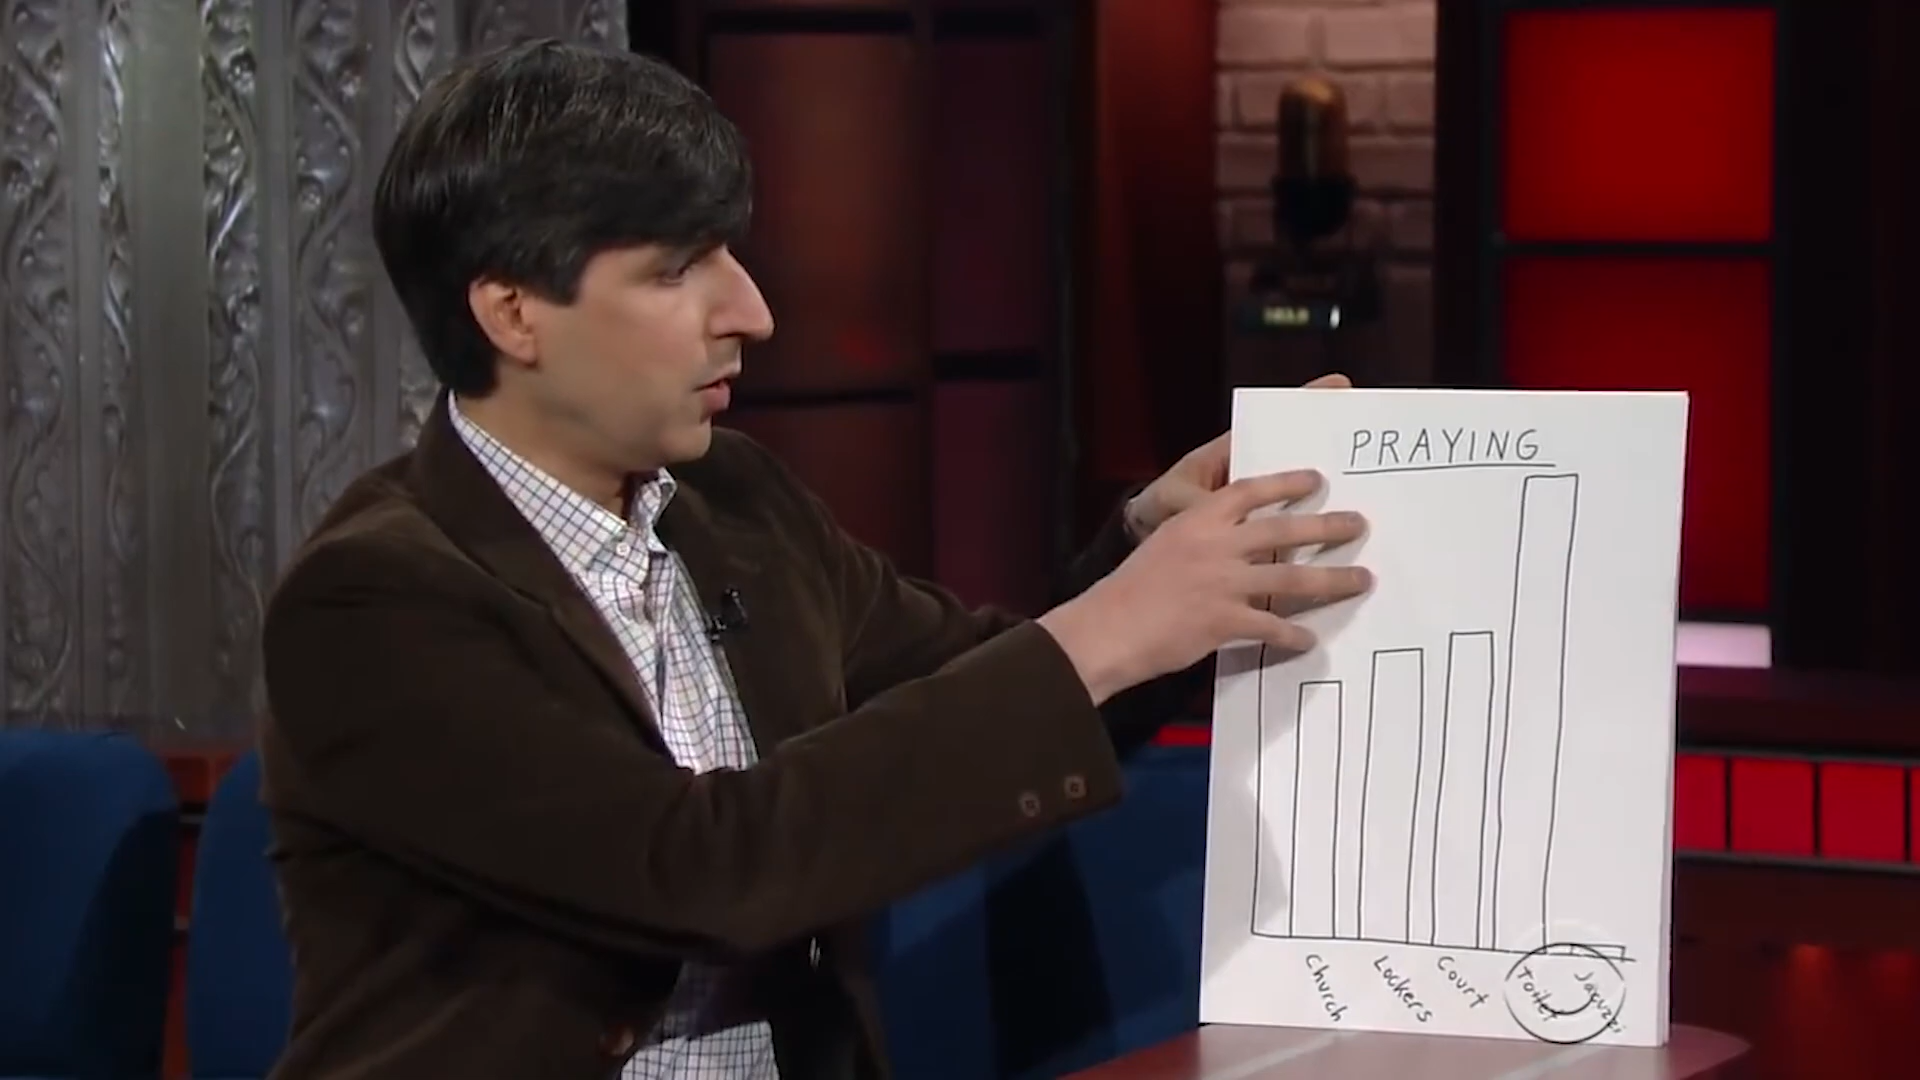 PRAYING
Church
Lockers
Court
Toilet
Jacuzzi